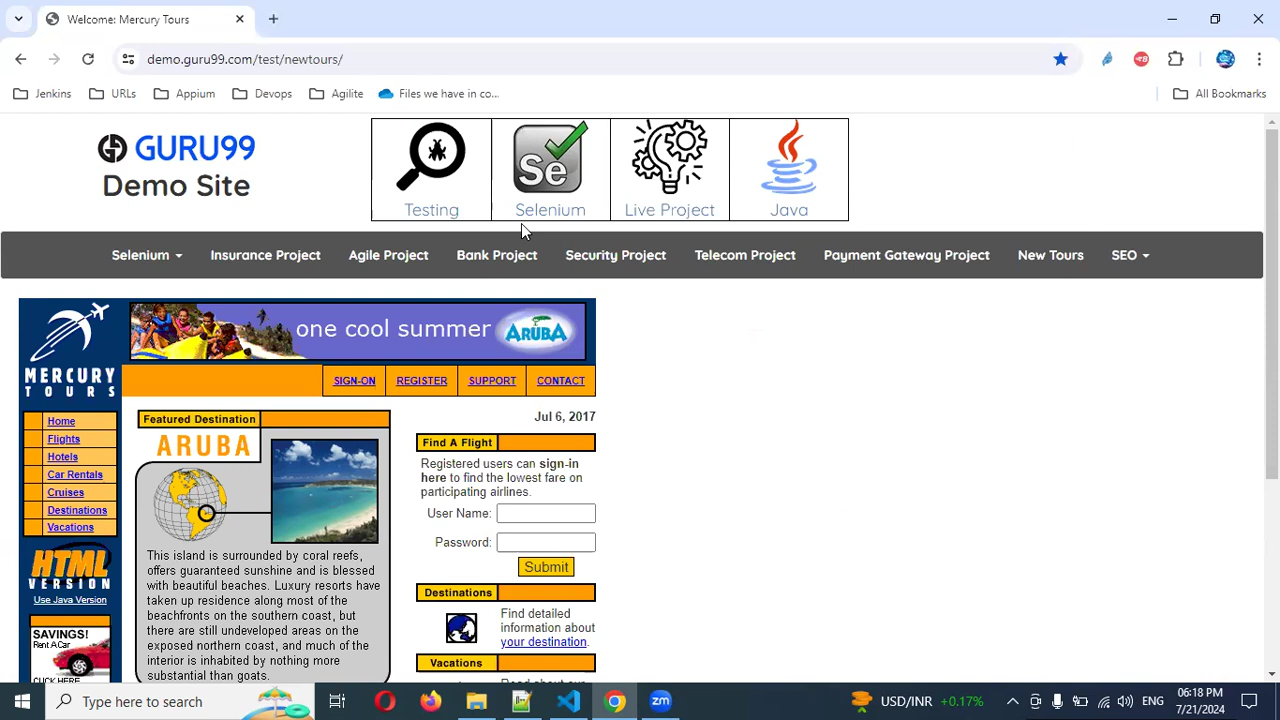 Welcome: Mercury Tours
demo.guru99.com/test/newtours/
Jenkins
URLs
Appium
Devops
Agilite
Files we have in co...
All Bookmarks
GURU99
Demo Site
Testing
Se
Selenium
Live Project
Java
Selenium
Insurance Project
Agile Project
Bank Project
Security Project
Telecom Project
Payment Gateway Project
New Tours
SEO
MERCURY
TOURS
one cool summer
ARUBA
SIGN-ON
REGISTER
SUPPORT
CONTACT
Home
Flights
Hotels
Car Rentals
Cruises
Destinations
Vacations
HTML
VERSION
Use Java Version
SAVINGS!
Rent A Car
CLICK HERE
Featured Destination
ARUBA
This island is surrounded by coral reefs,
offers guaranteed sunshine and is blessed
with beautiful beaches. Luxury resorts have
taken up residence along most of the
beachfronts on the southern coast, but
there are still undeveloped areas on the
exposed northern coast, and much of the
interior is inhabited by nothing more
substantial than goats.
Jul 6, 2017
Find A Flight
Registered users can sign-in
here to find the lowest fare on
participating airlines.
User Name:
Password:
Submit
Destinations
Find detailed
information about
your destination.
Vacations
Type here to search
zm
USD/INR +0.17%
ENG
06:18 PM
7/21/2024